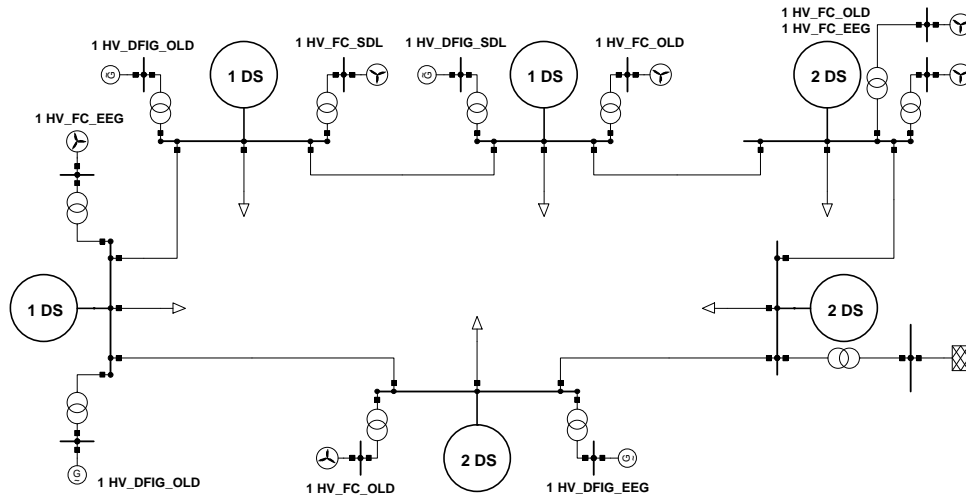 1 HV_FC_OLD
1 HV_FC_EEG
1 HV_DFIG_OLD
1 HV_FC_SDL
1 HV_DFIG_SDL
1 HV_FC_OLD
G
1 DS
G
1 DS
2 DS
1 HV_FC_EEG
1 DS
2 DS
G
1 HV_DFIG_OLD
1 HV_FC_OLD
2 DS
G
1 HV_DFIG_EEG